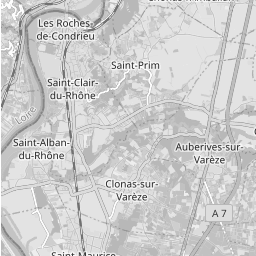 Les Roches-
de-Condrieu
Saint-Prim
Saint-Clair-
du-Rhône
Loire
Saint-Alban-
du-Rhône
Auberives-sur-
Varèze
Clonas-sur-
Varèze
A 7